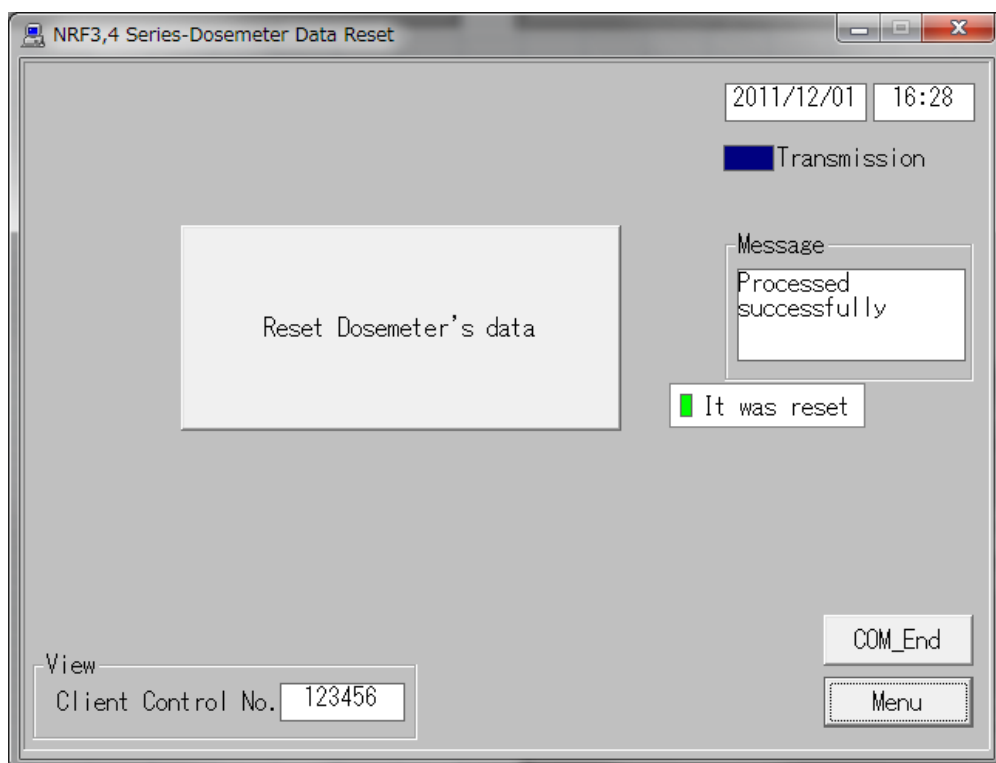 NRF3,4 Series-Dosemeter Data Reset
2011/12/01 16:28
Transmission
Message
Processed
successfully
Reset Dosemeter's data
It was reset
COM_End
View
Client Control No. 123456
Menu